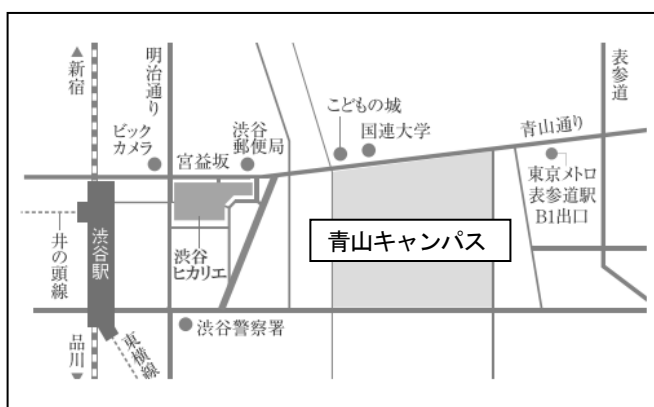 ▲新宿
明治通り
表参道
こどもの城
国連大学
青山通り
ビック
カメラ
宮益坂
渋谷
郵便局
東京メトロ
表参道駅
B1出口
井の頭線
渋谷駅
渋谷
ヒカリエ
青山キャンパス
渋谷警察署
品川▼
東横線